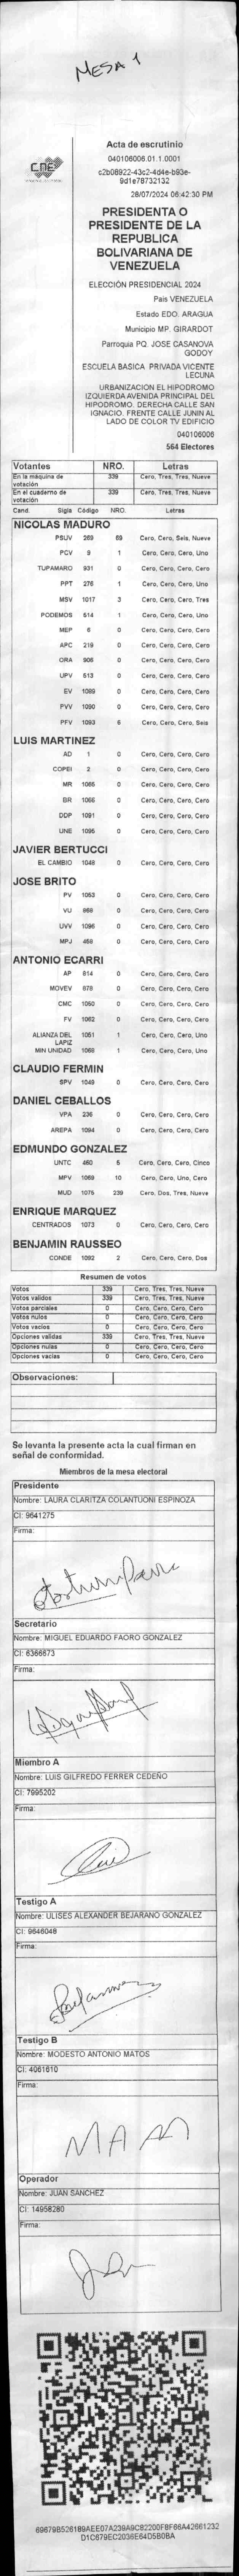 MESA 1
CNE
Acta de escrutinio
040106006.01.1.0001
c2b08922-43c2-4d4e-b93e-
9d1e78732132
28/07/2024 06:42:30 PM
PRESIDENTA O
PRESIDENTE DE LA
REPUBLICA
BOLIVARIANA DE
VENEZUELA
ELECCIÓN PRESIDENCIAL 2024
Pais VENEZUELA
Estado EDO. ARAGUA
Municipio MP. GIRARDOT
Parroquia PQ. JOSE CASANOVA
GODOY
ESCUELA BASICA PRIVADA VICENTE
LECUNA
URBANIZACION EL HIPODROMO
IZQUIERDA AVENIDA PRINCIPAL DEL
HIPODROMO. DERECHA CALLE SAN
IGNACIO. FRENTE CALLE JUNIN AL
LADO DE COLOR TV EDIFICIO
040106006
564 Electores
Votantes NRO. Letras
En la máquina de votación 339 Cero, Tres, Tres, Nueve
En el cuaderno de votación 339 Cero, Tres, Tres, Nueve
Cand. Sigla Código NRO. Letras
NICOLAS MADURO
PSUV 269 69 Cero, Cero, Seis, Nueve
PCV 9 1 Cero, Cero, Cero, Uno
TUPAMARO 931 0 Cero, Cero, Cero, Cero
PPT 276 1 Cero, Cero, Cero, Uno
MSV 1017 3 Cero, Cero, Cero, Tres
PODEMOS 514 1 Cero, Cero, Cero, Uno
MEP 6 0 Cero, Cero, Cero, Cero
APC 219 0 Cero, Cero, Cero, Cero
ORA 906 0 Cero, Cero, Cero, Cero
UPV 513 0 Cero, Cero, Cero, Cero
EV 1089 0 Cero, Cero, Cero, Cero
FVV 1090 0 Cero, Cero, Cero, Cero
PFV 1093 6 Cero, Cero, Cero, Seis
LUIS MARTINEZ
AD 1 0 Cero, Cero, Cero, Cero
COPEI 2 0 Cero, Cero, Cero, Cero
MR 1065 0 Cero, Cero, Cero, Cero
BR 1066 0 Cero, Cero, Cero, Cero
DDP 1091 0 Cero, Cero, Cero, Cero
UNE 1095 0 Cero, Cero, Cero, Cero
JAVIER BERTUCCI
EL CAMBIO 1048 0 Cero, Cero, Cero, Cero
JOSE BRITO
PV 1053 0 Cero, Cero, Cero, Cero
VU 868 0 Cero, Cero, Cero, Cero
UVV 1096 0 Cero, Cero, Cero, Cero
MPJ 458 0 Cero, Cero, Cero, Cero
ANTONIO ECARRI
AP 814 0 Cero, Cero, Cero, Cero
MOVEV 678 0 Cero, Cero, Cero, Cero
CMC 1050 0 Cero, Cero, Cero, Cero
FV 1062 0 Cero, Cero, Cero, Cero
ALIANZA DEL LAPIZ 1051 1 Cero, Cero, Cero, Uno
MIN UNIDAD 1068 1 Cero, Cero, Cero, Uno
CLAUDIO FERMIN
SPV 1049 0 Cero, Cero, Cero, Cero
DANIEL CEBALLOS
VPA 236 0 Cero, Cero, Cero, Cero
AREPA 1094 0 Cero, Cero, Cero, Cero
EDMUNDO GONZALEZ
UNTC 460 5 Cero, Cero, Cero, Cinco
MPV 1069 10 Cero, Cero, Uno, Cero
MUD 1075 239 Cero, Dos, Tres, Nueve
ENRIQUE MARQUEZ
CENTRADOS 1073 0 Cero, Cero, Cero, Cero
BENJAMIN RAUSSEO
CONDE 1092 2 Cero, Cero, Cero, Dos
Resumen de votos
Votos 339 Cero, Tres, Tres, Nueve
Votos validos 339 Cero, Tres, Tres, Nueve
Votos parciales 0 Cero, Cero, Cero, Cero
Votos nulos 0 Cero, Cero, Cero, Cero
Votos vacíos 0 Cero, Cero, Cero, Cero
Opciones validas 339 Cero, Tres, Tres, Nueve
Opciones nulas 0 Cero, Cero, Cero, Cero
Opciones vacias 0 Cero, Cero, Cero, Cero
Observaciones:
Se levanta la presente acta la cual firman en
señal de conformidad.
Miembros de la mesa electoral
Presidente
Nombre: LAURA CLARITZA COLANTUONI ESPINOZA
CI: 9641275
Firma:
Secretario
Nombre: MIGUEL EDUARDO FAORO GONZALEZ
CI: 6366673
Firma:
Miembro A
Nombre: LUIS GILFREDO FERRER CEDEÑO
CI: 7995202
Firma:
Testigo A
Nombre: ULISES ALEXANDER BEJARANO GONZALEZ
CI: 9646048
Firma:
Testigo B
Nombre: MODESTO ANTONIO MATOS
CI: 4061610
Firma:
Operador
Nombre: JUAN SANCHEZ
CI: 14958280
Firma:
69679B526189AEE07A239A9C82200F8F66A42661232
D1C679EC2036E64D5B0BA